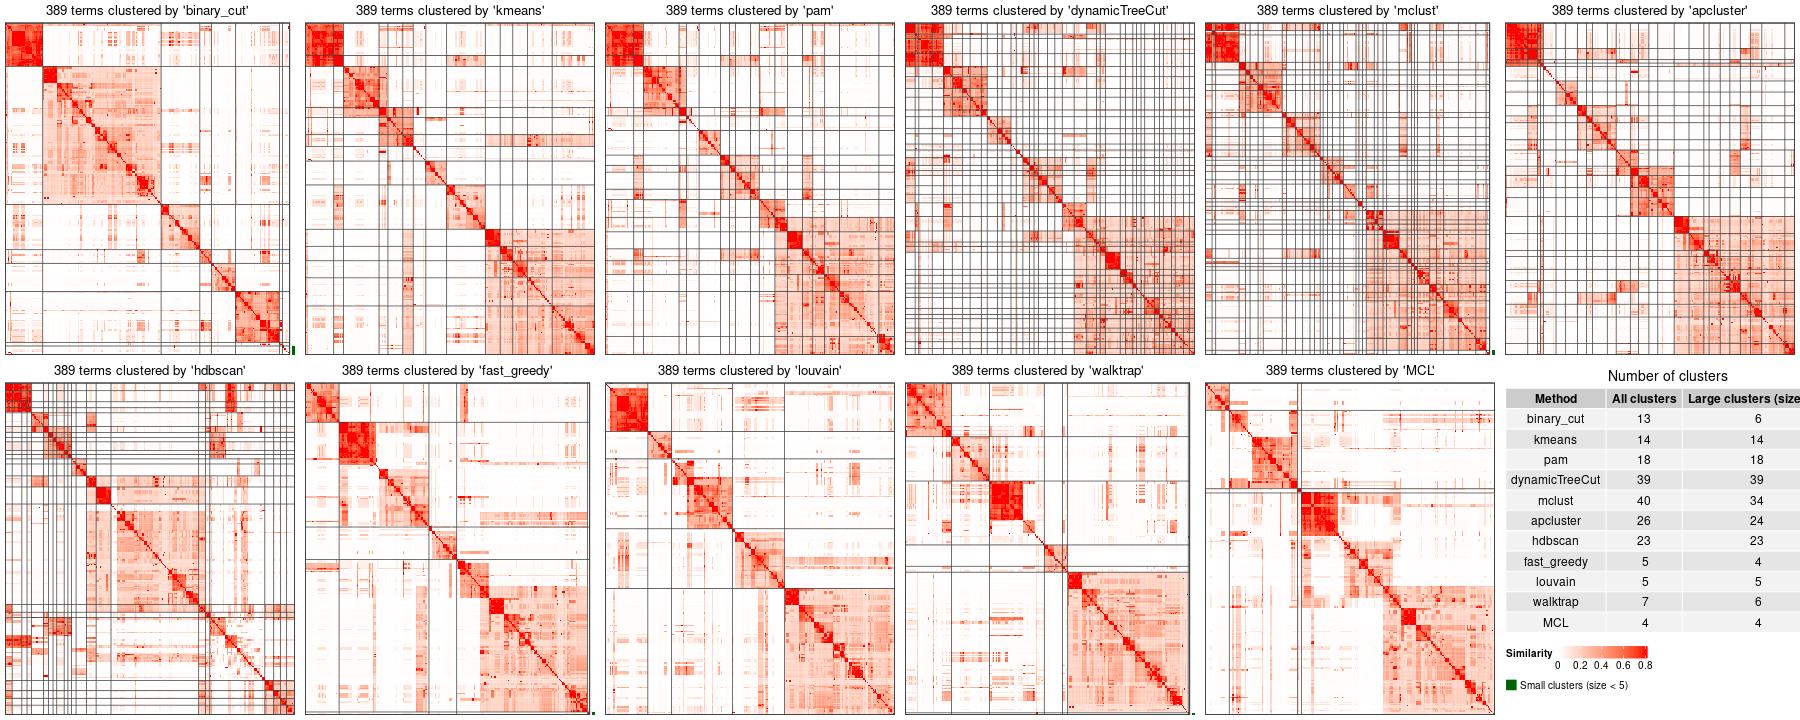 389 terms clustered by 'binary_cut'
389 terms clustered by 'kmeans'
389 terms clustered by 'pam'
389 terms clustered by 'dynamicTreeCut'
389 terms clustered by 'mclust'
389 terms clustered by 'apcluster'
389 terms clustered by 'hdbscan'
389 terms clustered by 'fast_greedy'
389 terms clustered by 'louvain'
389 terms clustered by 'walktrap'
389 terms clustered by 'MCL'
Number of clusters
Method All clusters Large clusters (size
binary_cut 13 6
kmeans 14 14
pam 18 18
dynamicTreeCut 39 39
mclust 40 34
apcluster 26 24
hdbscan 23 23
fast_greedy 5 4
louvain 5 5
walktrap 7 6
MCL 4 4
Similarity
0 0.2 0.4 0.6 0.8
Small clusters (size < 5)